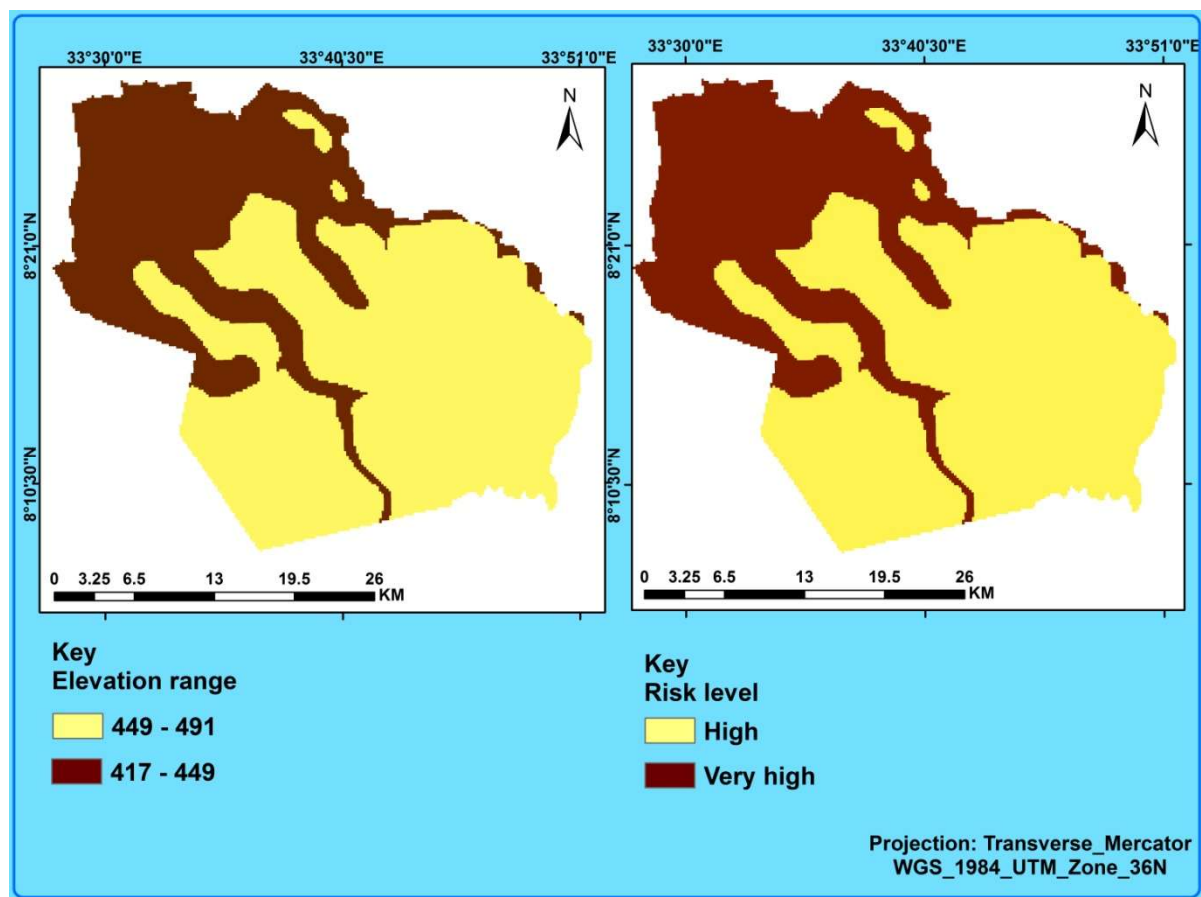 33°30'0"E
33°40'30"E
33°51'0"E
N
8°21'0"N
8°10'30"N
0 3.25 6.5 13 19.5 26
KM
Key
Elevation range
449 - 491
417 - 449
33°30'0"E
33°40'30"E
33°51'0"E
N
8°21'0"N
8°10'30"N
0 3.25 6.5 13 19.5 26
KM
Key
Risk level
High
Very high
Projection: Transverse_Mercator
WGS_1984_UTM_Zone_36N